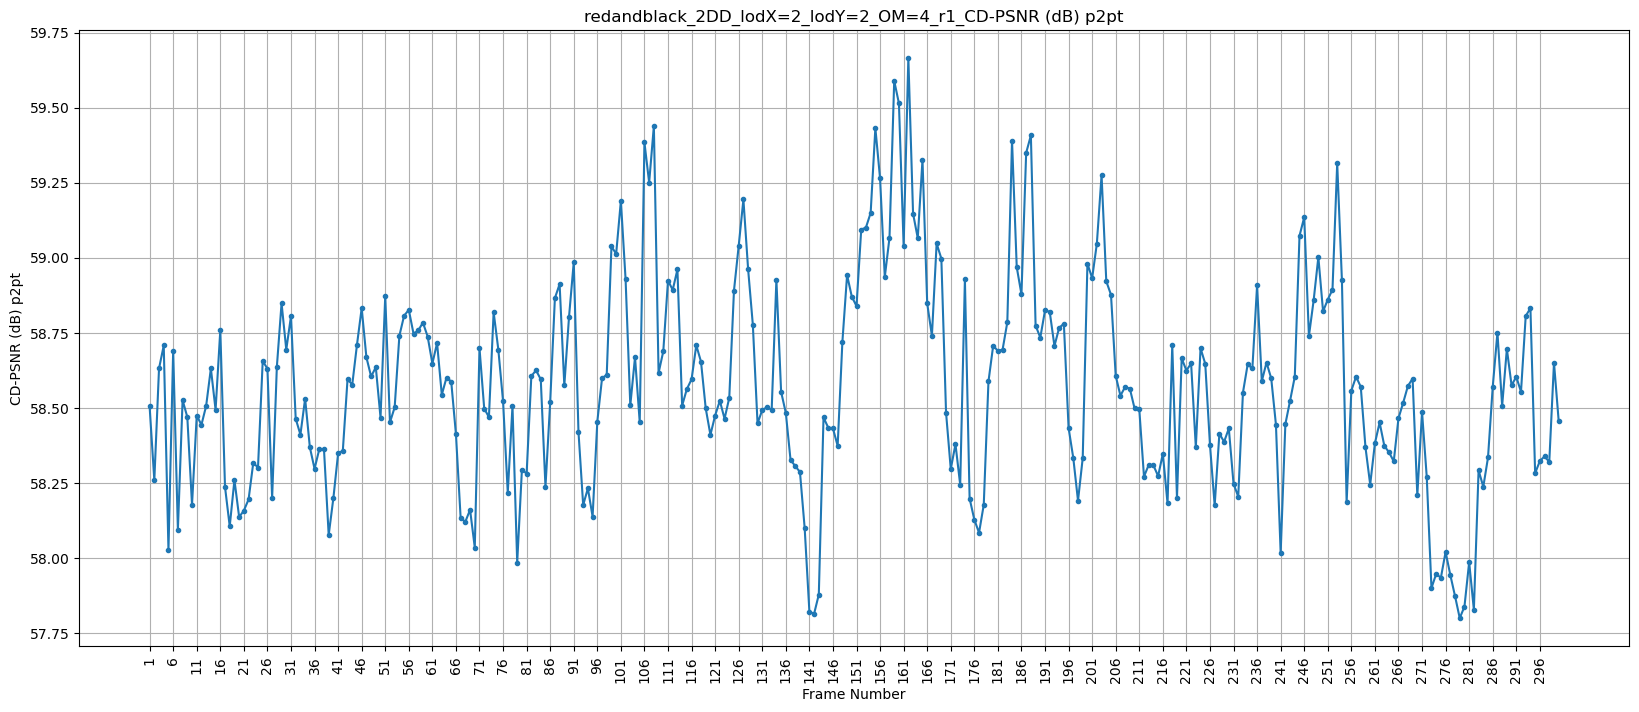 redandblack_2DD_lodX=2_lodY=2_OM=4_r1_CD-PSNR (dB) p2pt
CD-PSNR (dB) p2pt
59.75
59.50
59.25
59.00
58.75
58.50
58.25
58.00
57.75
1 6 11 16 21 26 31 36 41 46 51 56 61 66 71 76 81 86 91 96 101 106 111 116 121 126 131 136 141 146 151 156 161 166 171 176 181 186 191 196 201 206 211 216 221 226 231 236 241 246 251 256 261 266 271 276 281 286 291 296
Frame Number